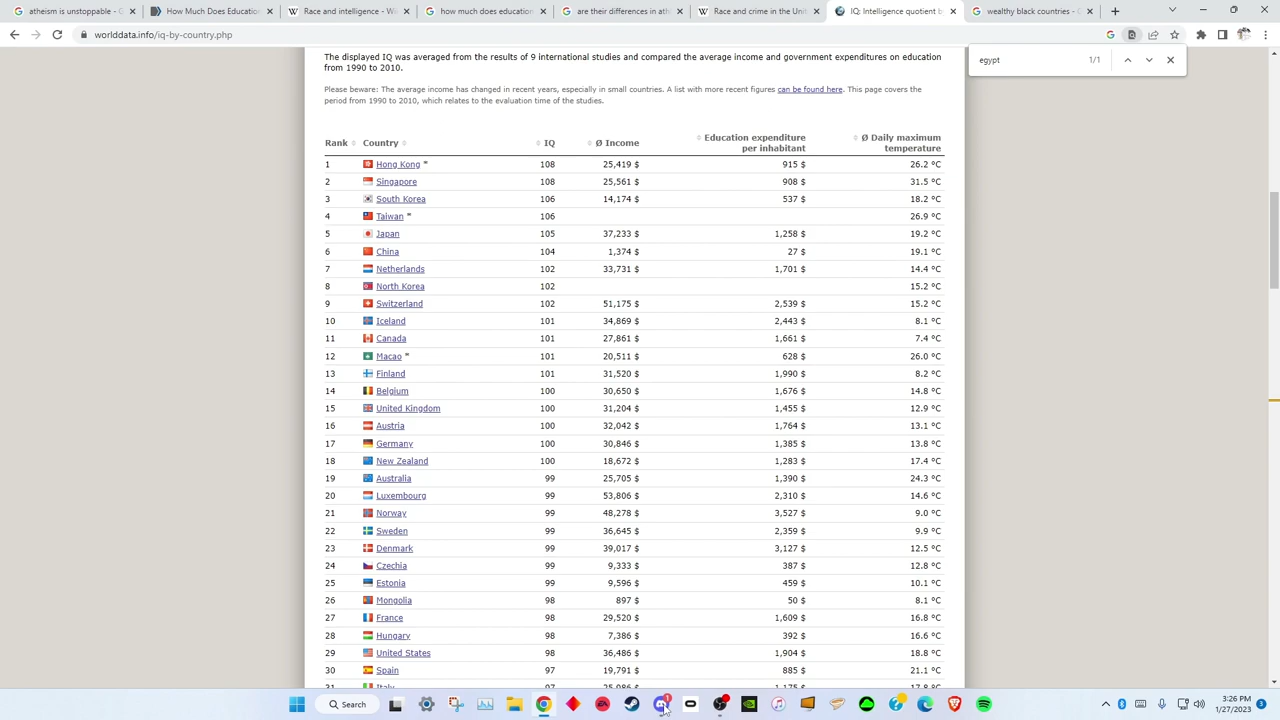 atheism is unstoppable - G
How Much Does Education
Race and intelligence - Wi
how much does education
are their differences in ath
Race and crime in the Unit
IQ: Intelligence quotient b
wealthy black countries - G
worlddata.info/iq-by-country.php
egypt 1/1
The displayed IQ was averaged from the results of 9 international studies and compared the average income and government expenditures on education
from 1990 to 2010.
Please beware: The average income has changed in recent years, especially in small countries. A list with more recent figures can be found here. This page covers the
period from 1990 to 2010, which relates to the evaluation time of the studies.
Rank Country IQ Ø Income Education expenditure per inhabitant Ø Daily maximum temperature
1 Hong Kong * 108 25,419 $ 915 $ 26.2 °C
2 Singapore 108 25,561 $ 908 $ 31.5 °C
3 South Korea 106 14,174 $ 537 $ 18.2 °C
4 Taiwan * 106 26.9 °C
5 Japan 105 37,233 $ 1,258 $ 19.2 °C
6 China 104 1,374 $ 27 $ 19.1 °C
7 Netherlands 102 33,731 $ 1,701 $ 14.4 °C
8 North Korea 102 15.2 °C
9 Switzerland 102 51,175 $ 2,539 $ 15.2 °C
10 Iceland 101 34,869 $ 2,443 $ 8.1 °C
11 Canada 101 27,861 $ 1,661 $ 7.4 °C
12 Macao * 101 20,511 $ 628 $ 26.0 °C
13 Finland 101 31,520 $ 1,990 $ 8.2 °C
14 Belgium 100 30,650 $ 1,676 $ 14.8 °C
15 United Kingdom 100 31,204 $ 1,455 $ 12.9 °C
16 Austria 100 32,042 $ 1,764 $ 13.1 °C
17 Germany 100 30,846 $ 1,385 $ 13.8 °C
18 New Zealand 100 18,672 $ 1,283 $ 17.4 °C
19 Australia 99 25,705 $ 1,390 $ 24.3 °C
20 Luxembourg 99 53,806 $ 2,310 $ 14.6 °C
21 Norway 99 48,278 $ 3,527 $ 9.0 °C
22 Sweden 99 36,645 $ 2,359 $ 9.9 °C
23 Denmark 99 39,017 $ 3,127 $ 12.5 °C
24 Czechia 99 9,333 $ 387 $ 12.8 °C
25 Estonia 99 9,596 $ 459 $ 10.1 °C
26 Mongolia 98 897 $ 50 $ 8.1 °C
27 France 98 29,520 $ 1,609 $ 16.8 °C
28 Hungary 98 7,386 $ 392 $ 16.6 °C
29 United States 98 36,486 $ 1,904 $ 18.8 °C
30 Spain 97 19,791 $ 885 $ 21.1 °C
31 Italy 97 25,086 $ 1,175 $ 17.8 °C
Search
3:26 PM
1/27/2023